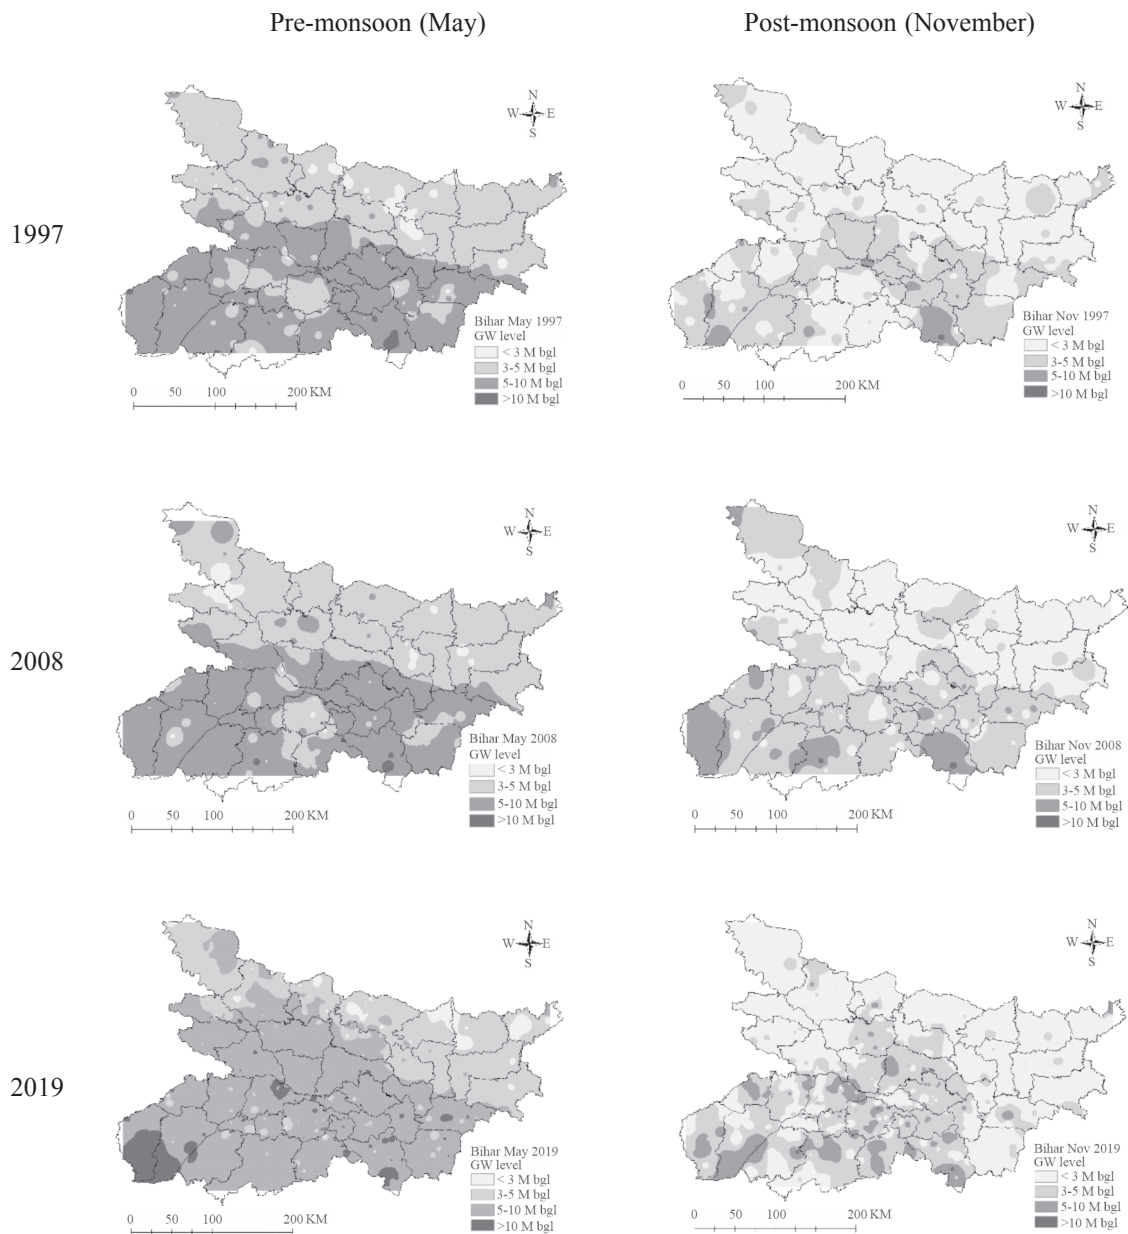 Pre-monsoon (May)
Post-monsoon (November)
1997
N
W E
S
Bihar May 1997
GW level
< 3 M bgl
3-5 M bgl
5-10 M bgl
>10 M bgl
0 50 100 200 KM
N
W E
S
Bihar Nov 1997
GW level
< 3 M bgl
3-5 M bgl
5-10 M bgl
>10 M bgl
0 50 100 200 KM
2008
N
W E
S
Bihar May 2008
GW level
< 3 M bgl
3-5 M bgl
5-10 M bgl
>10 M bgl
0 50 100 200 KM
N
W E
S
Bihar Nov 2008
GW level
< 3 M bgl
3-5 M bgl
5-10 M bgl
>10 M bgl
0 50 100 200 KM
2019
N
W E
S
Bihar May 2019
GW level
< 3 M bgl
3-5 M bgl
5-10 M bgl
>10 M bgl
0 50 100 200 KM
N
W E
S
Bihar Nov 2019
GW level
< 3 M bgl
3-5 M bgl
5-10 M bgl
>10 M bgl
0 50 100 200 KM